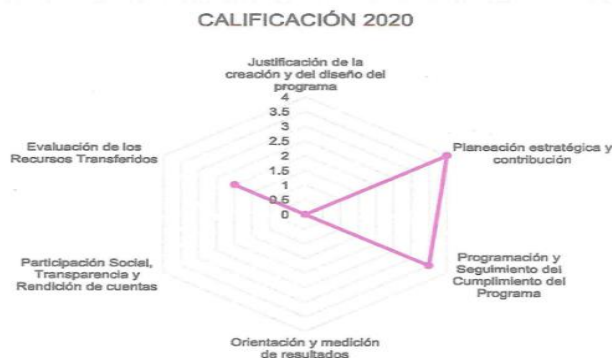 CALIFICACIÓN 2020
Justificación de la
creación y del diseño del
programa
4
3.5
3
2.5
2
1.5
1
0.5
0
Planeación estratégica y
contribución
Programación y
Seguimiento del
Cumplimiento del
Programa
Orientación y medición
de resultados
Participación Social,
Transparencia y
Rendición de cuentas
Evaluación de los
Recursos Transferidos